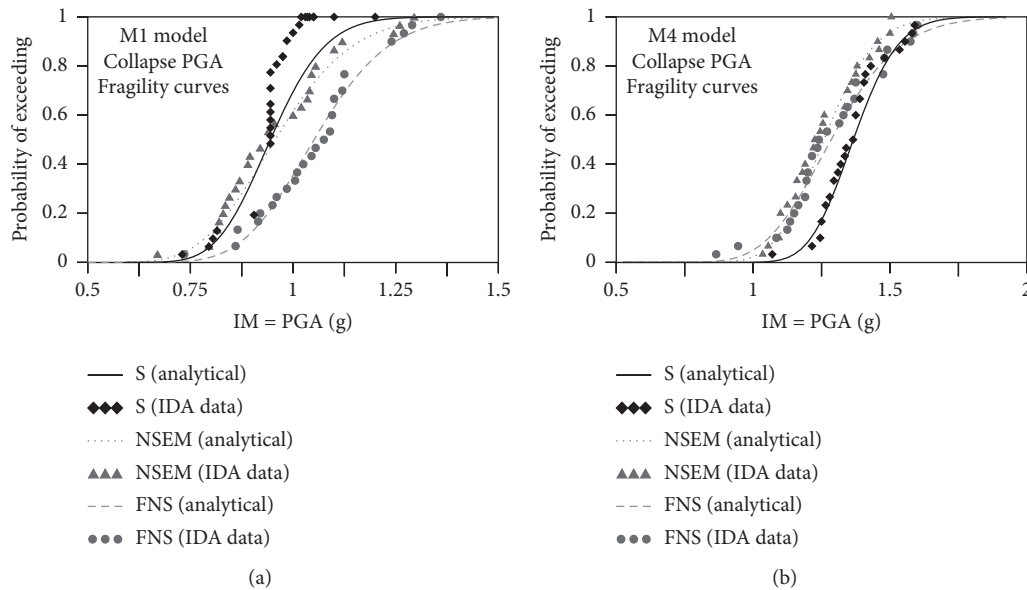 Probability of exceeding
1
0.8
0.6
0.4
0.2
0
M1 model
Collapse PGA
Fragility curves
0.5
0.75
1
1.25
1.5
IM = PGA (g)
S (analytical)
S (IDA data)
NSEM (analytical)
NSEM (IDA data)
FNS (analytical)
FNS (IDA data)
(a)
Probability of exceeding
1
0.8
0.6
0.4
0.2
0
M4 model
Collapse PGA
Fragility curves
0.5
1
1.5
2
IM = PGA (g)
S (analytical)
S (IDA data)
NSEM (analytical)
NSEM (IDA data)
FNS (analytical)
FNS (IDA data)
(b)